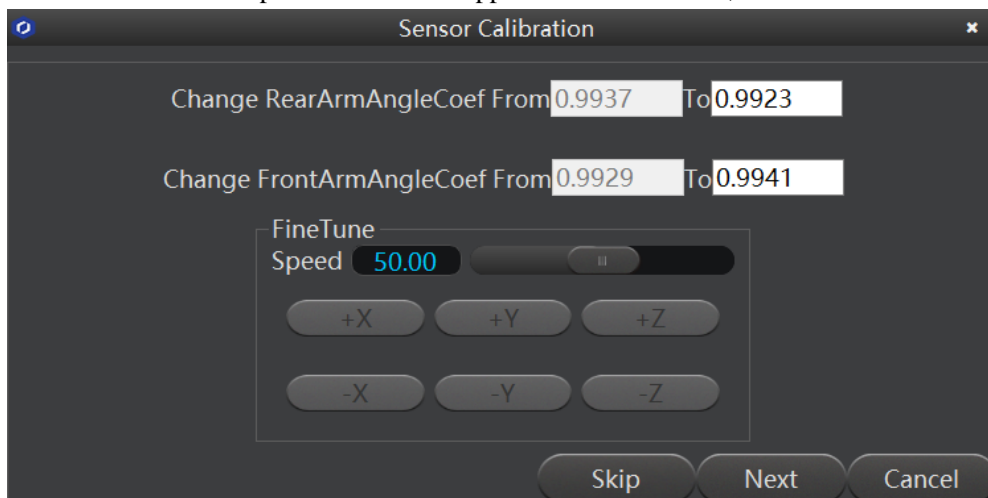 Sensor Calibration
Change RearArmAngleCoef From 0.9937 To 0.9923
Change FrontArmAngleCoef From 0.9929 To 0.9941
FineTune
Speed 50.00
+X +Y +Z
-X -Y -Z
Skip Next Cancel